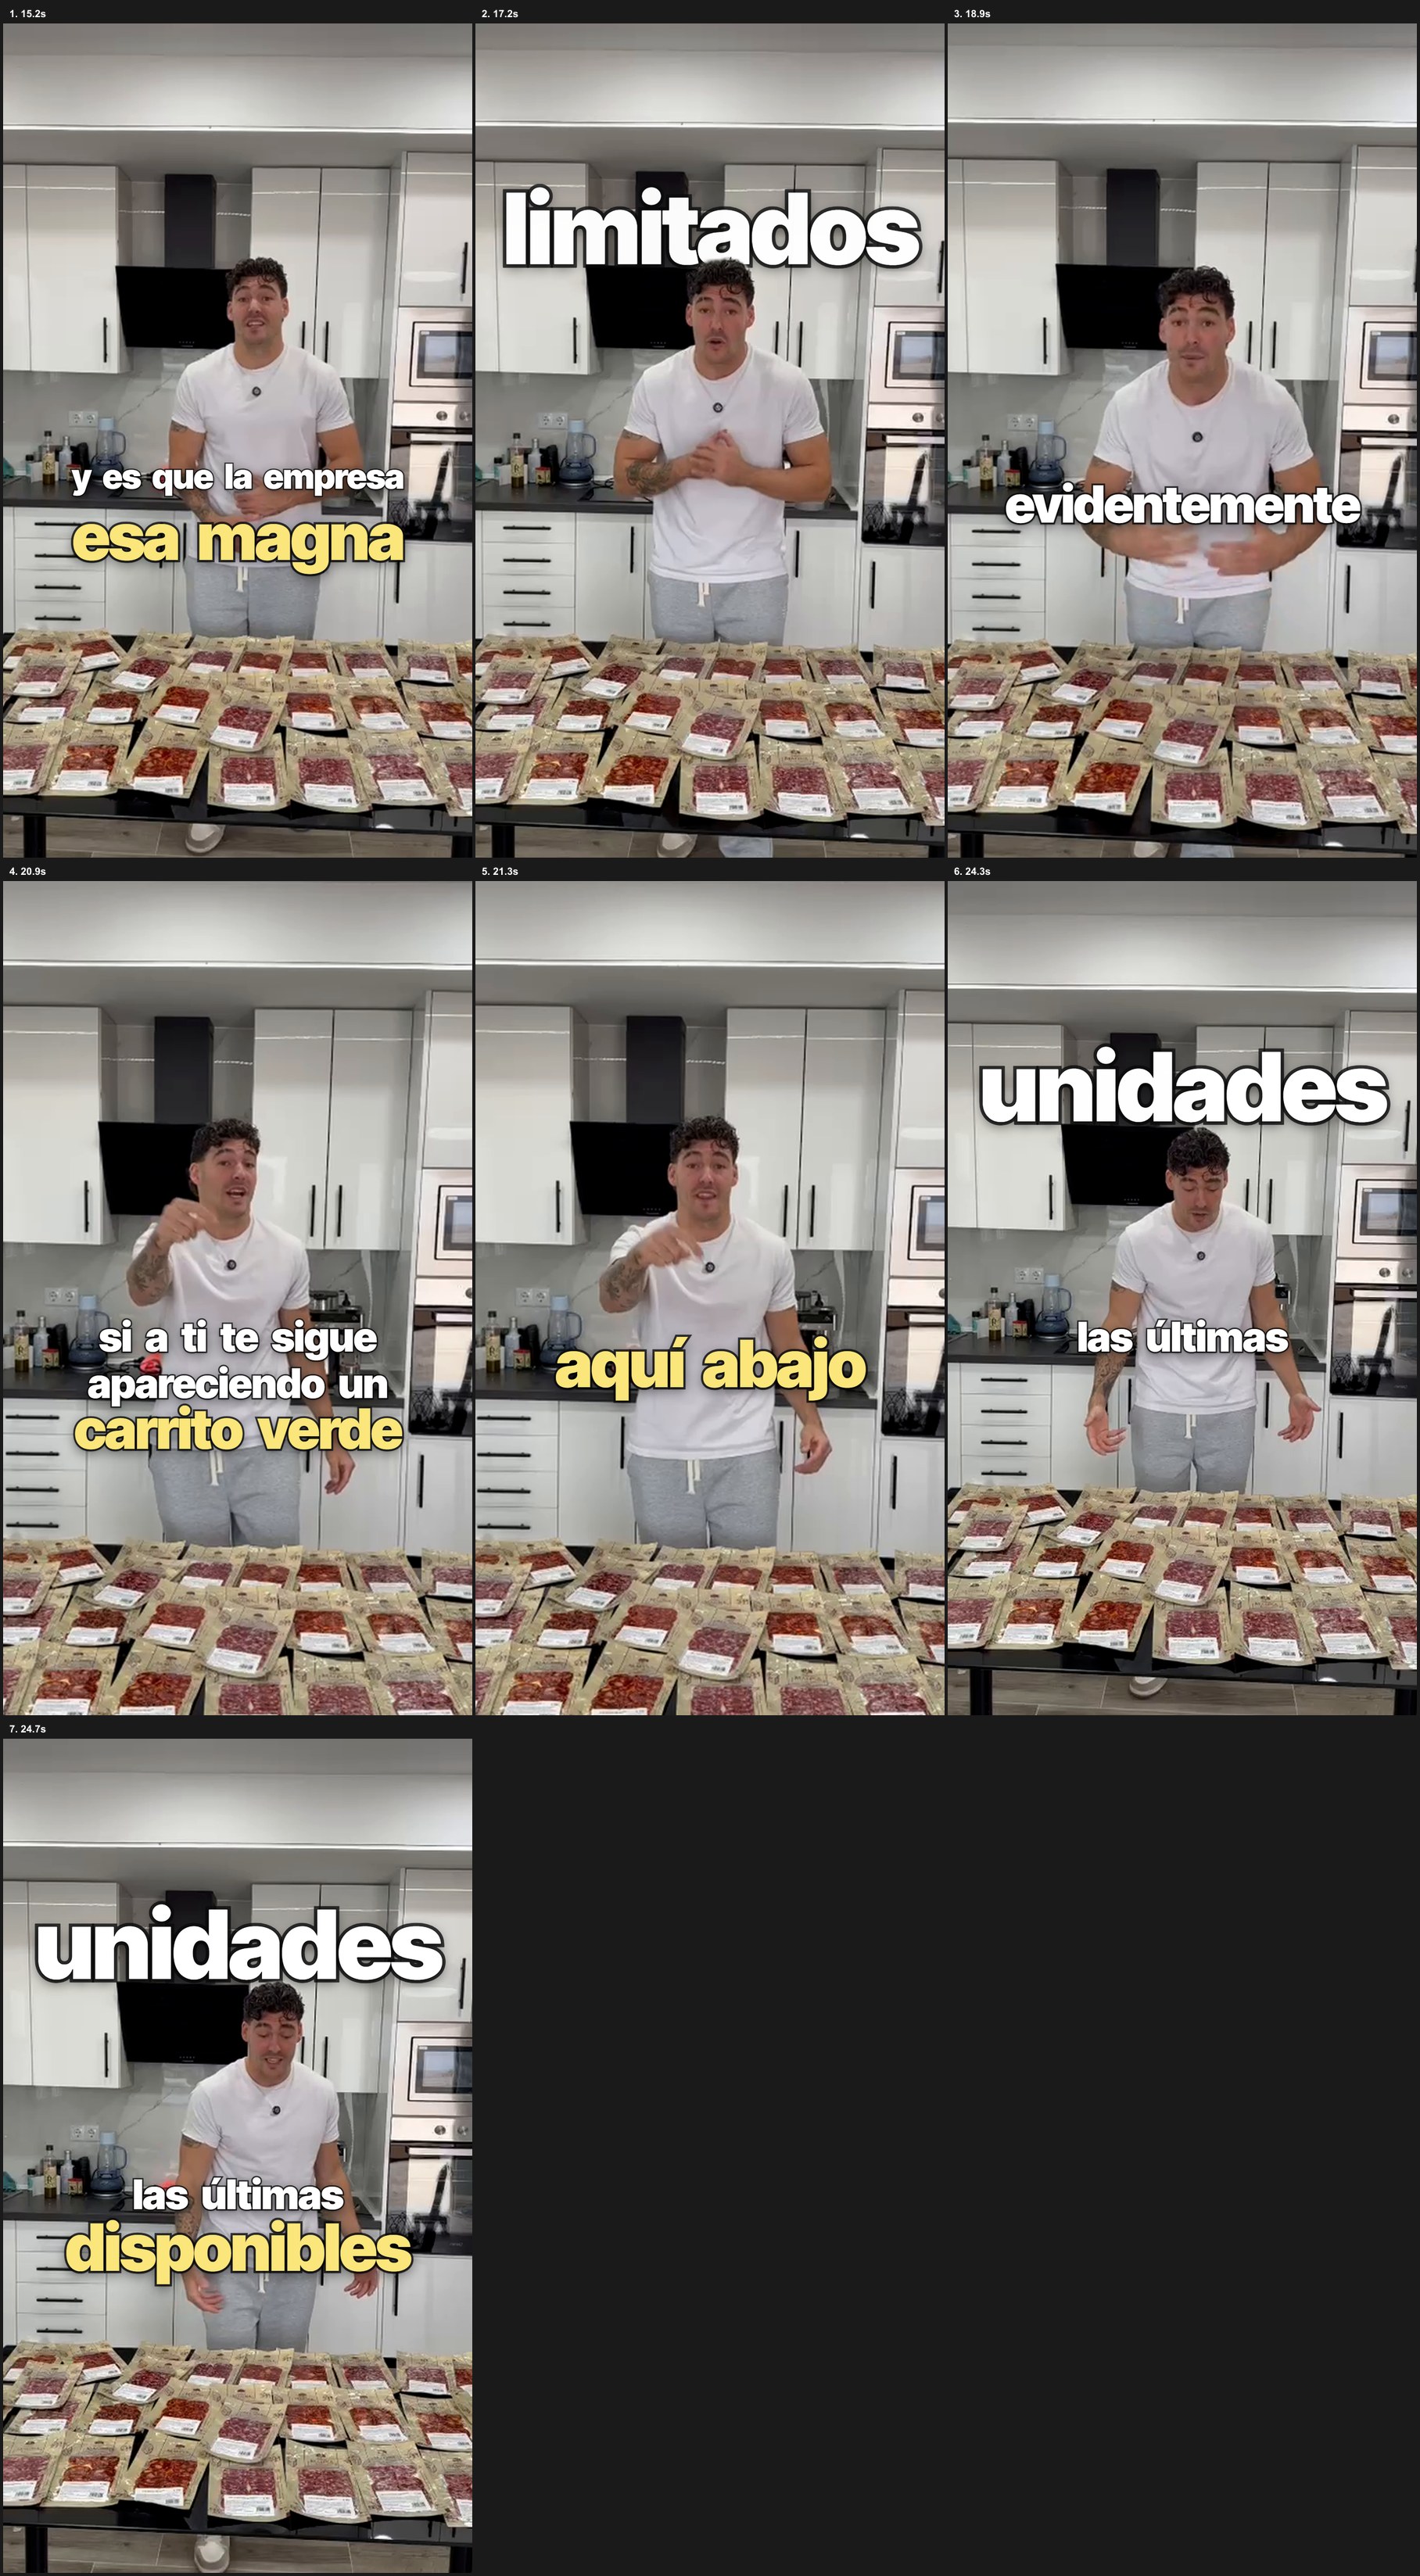 1. 15.2s
y es que la empresa
esa magna
2. 17.2s
limitados
3. 18.9s
evidentemente
4. 20.9s
si a ti te sigue
apareciendo un
carrito verde
5. 21.3s
aquí abajo
6. 24.3s
unidades
las últimas
7. 24.7s
unidades
las últimas
disponibles